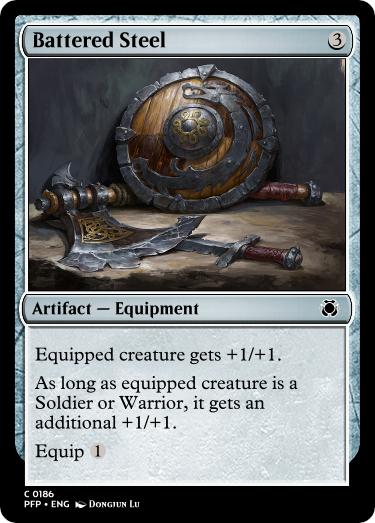 Battered Steel 3
Artifact — Equipment
Equipped creature gets +1/+1.
As long as equipped creature is a
Soldier or Warrior, it gets an
additional +1/+1.
Equip 1
C 0186
PFP • ENG Dongjun Lu